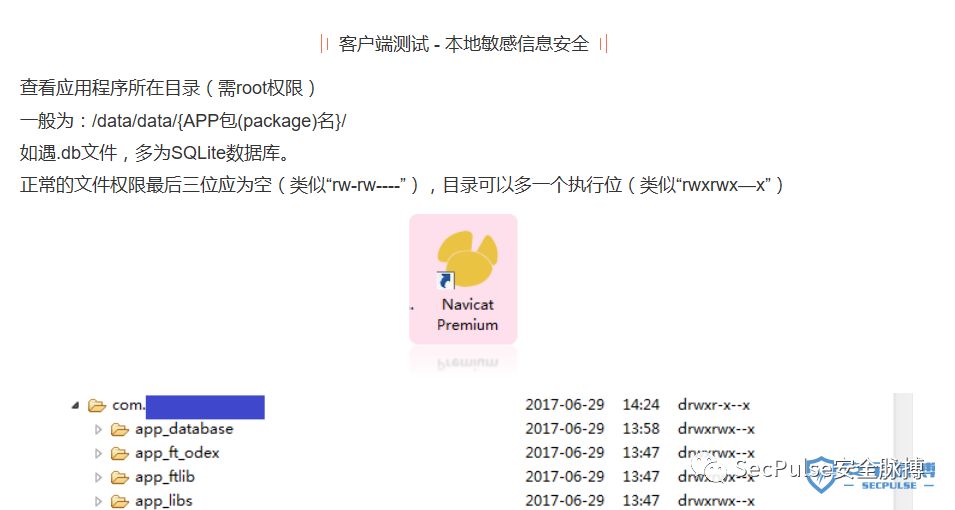 客户端测试 - 本地敏感信息安全
查看应用程序所在目录（需root权限）
一般为：/data/data/{APP包(package)名}/
如遇.db文件，多为SQLite数据库。
正常的文件权限最后三位应为空（类似“rw-rw----”），目录可以多一个执行位（类似“rwxrwx—x”）
Navicat
Premium
com. 2017-06-29 14:24 drwxr-x--x
app_database 2017-06-29 13:58 drwxrwx--x
app_ft_odex 2017-06-29 13:47 drwxrwx--x
app_ftlib 2017-06-29 13:47 drwxrwx--x
SecPulse安全脉搏
SECPULSE
app_libs 2017-06-29 13:47 drwxrwx--x